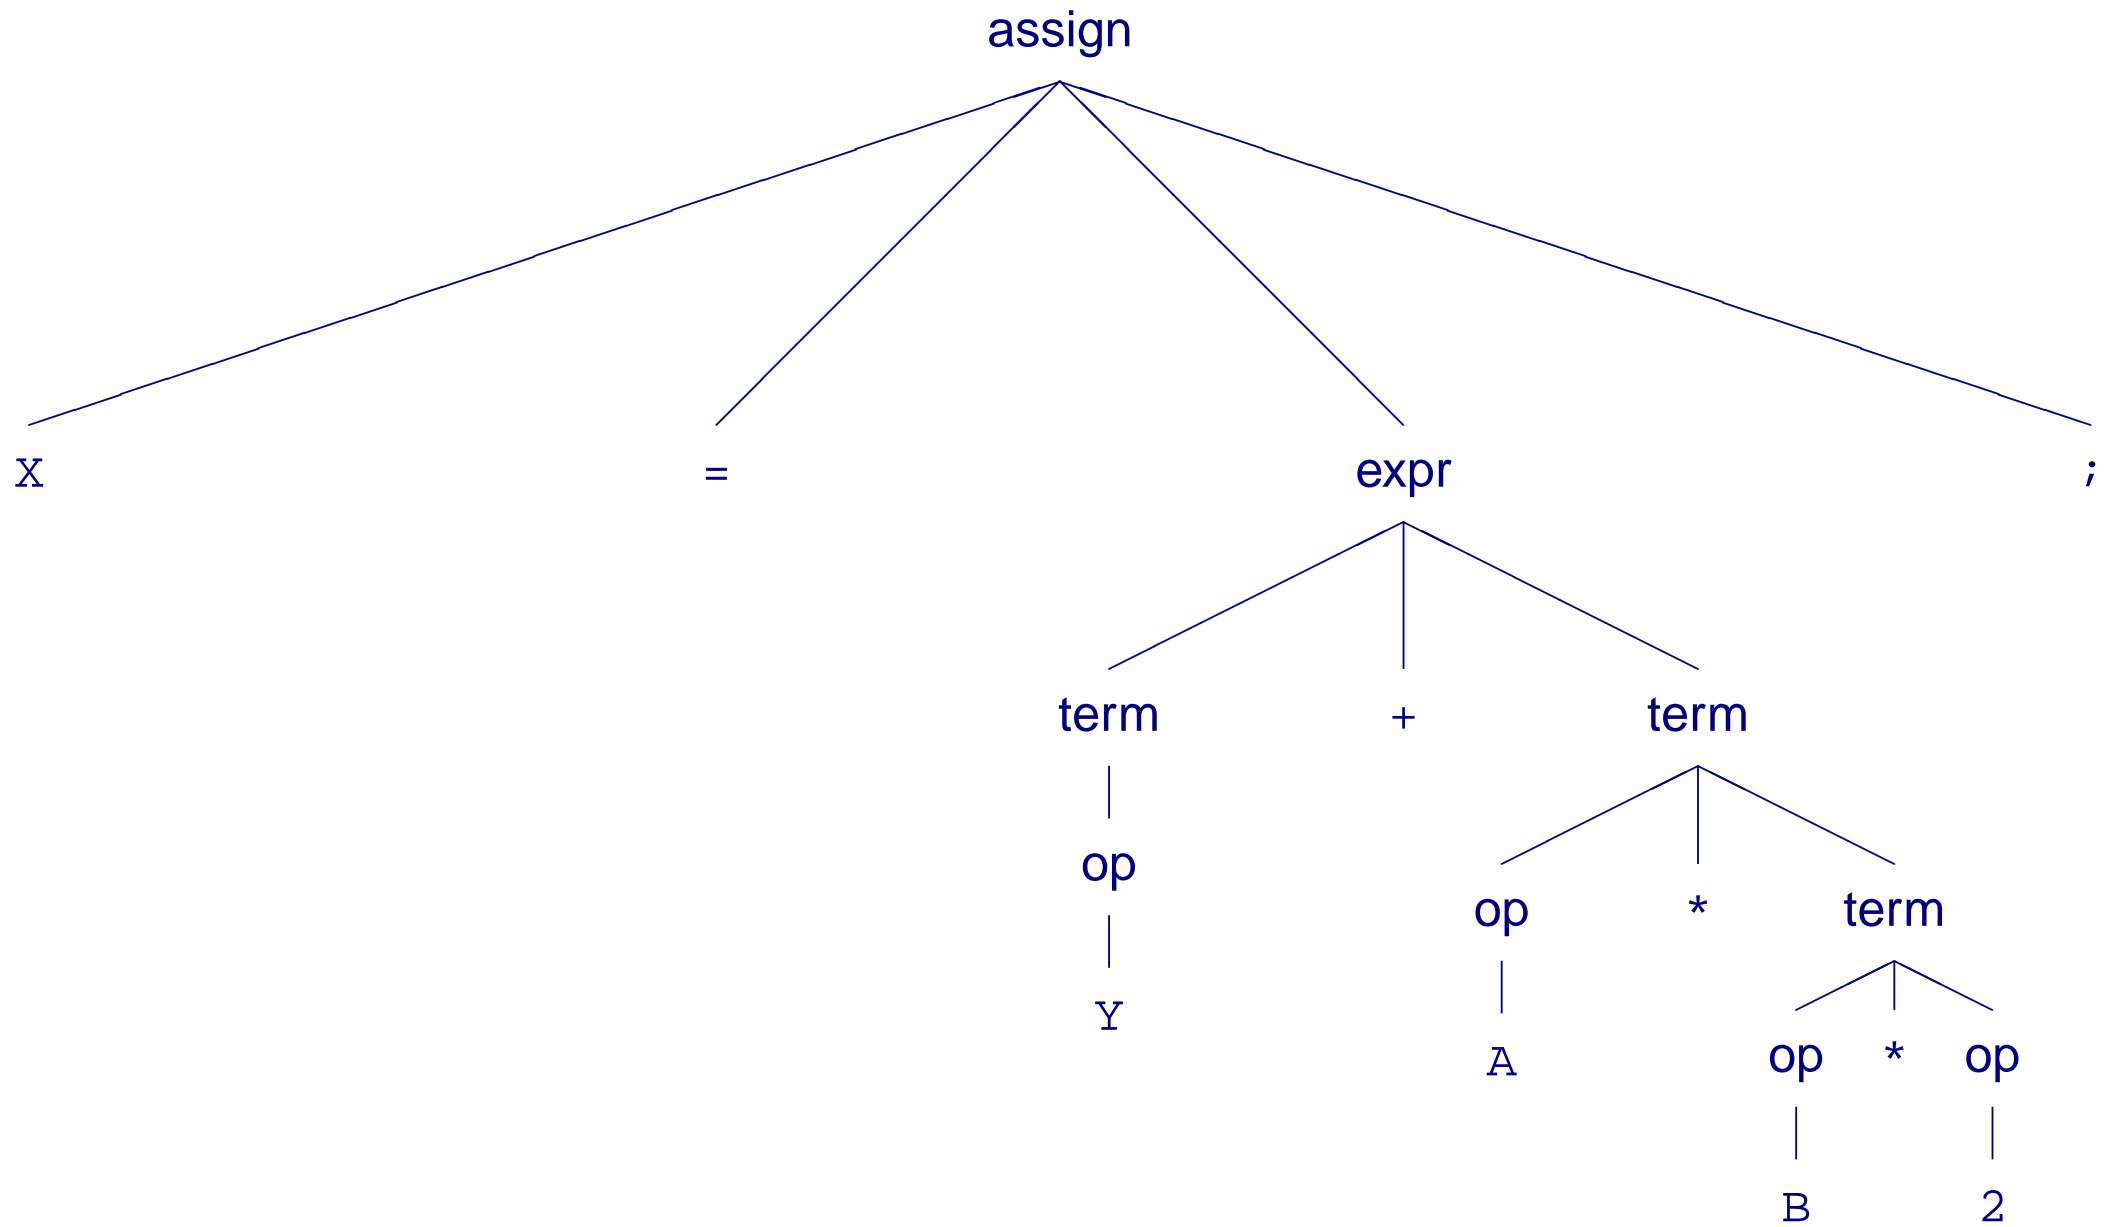 assign
X = expr ;
term + term
op
op * term
Y
A
op * op
B 2